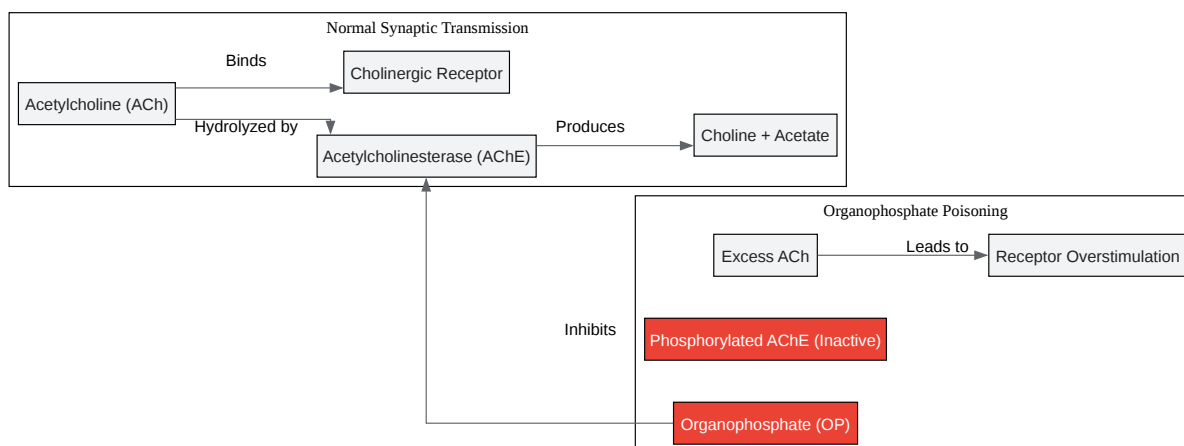 Normal Synaptic Transmission
Binds
Cholinergic Receptor
Acetylcholine (ACh)
Hydrolyzed by
Produces
Choline + Acetate
Acetylcholinesterase (AChE)
Organophosphate Poisoning
Excess ACh
Leads to
Receptor Overstimulation
Inhibits
Phosphorylated AChE (Inactive)
Organophosphate (OP)